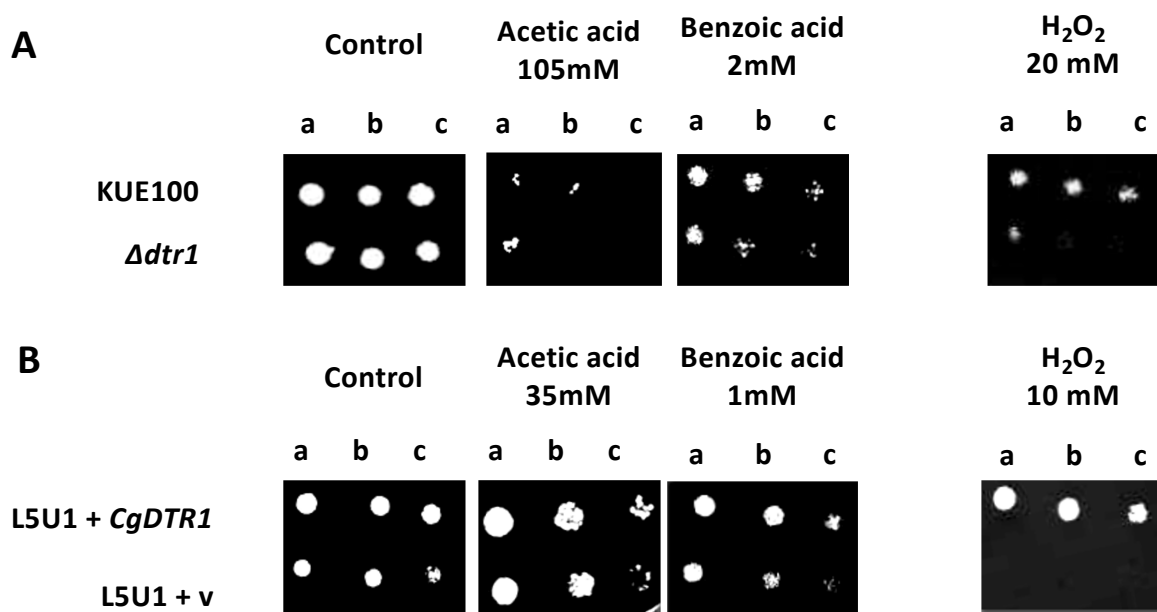 A
Control
Acetic acid
105mM
Benzoic acid
2mM
H₂O₂
20 mM
a b c
a b c
a b c
a b c
KUE100
Δdtr1
B
Control
Acetic acid
35mM
Benzoic acid
1mM
H₂O₂
10 mM
a b c
a b c
a b c
a b c
L5U1 + CgDTR1
L5U1 + v